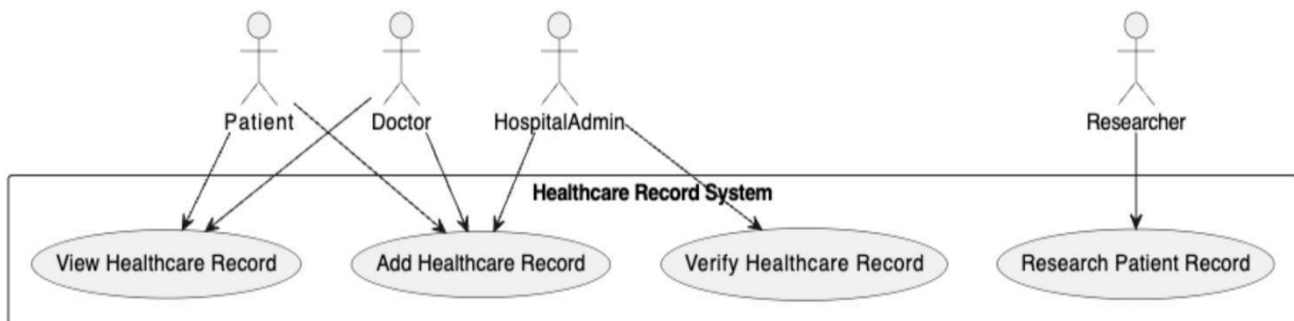 Patient Doctor HospitalAdmin Researcher
Healthcare Record System
View Healthcare Record Add Healthcare Record Verify Healthcare Record Research Patient Record